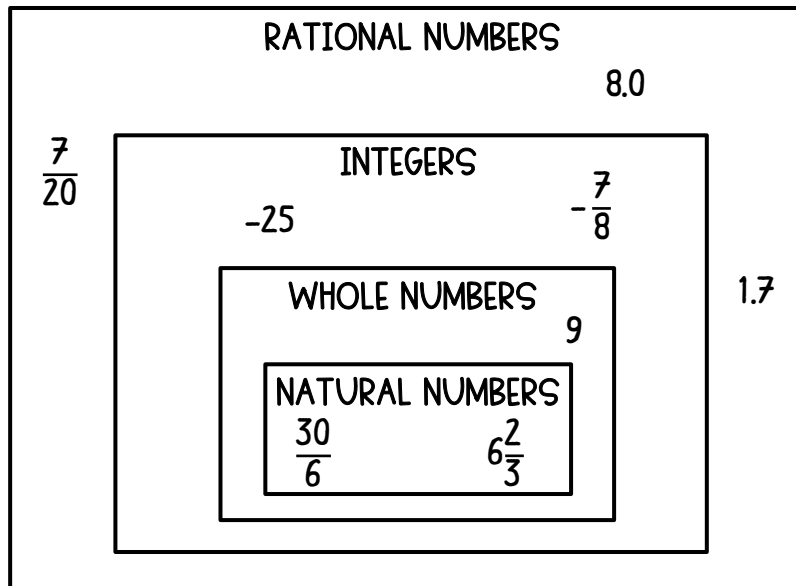 RATIONAL NUMBERS
8.0
7/20
INTEGERS
-25
-7/8
1.7
WHOLE NUMBERS
9
NATURAL NUMBERS
30/6
6 2/3